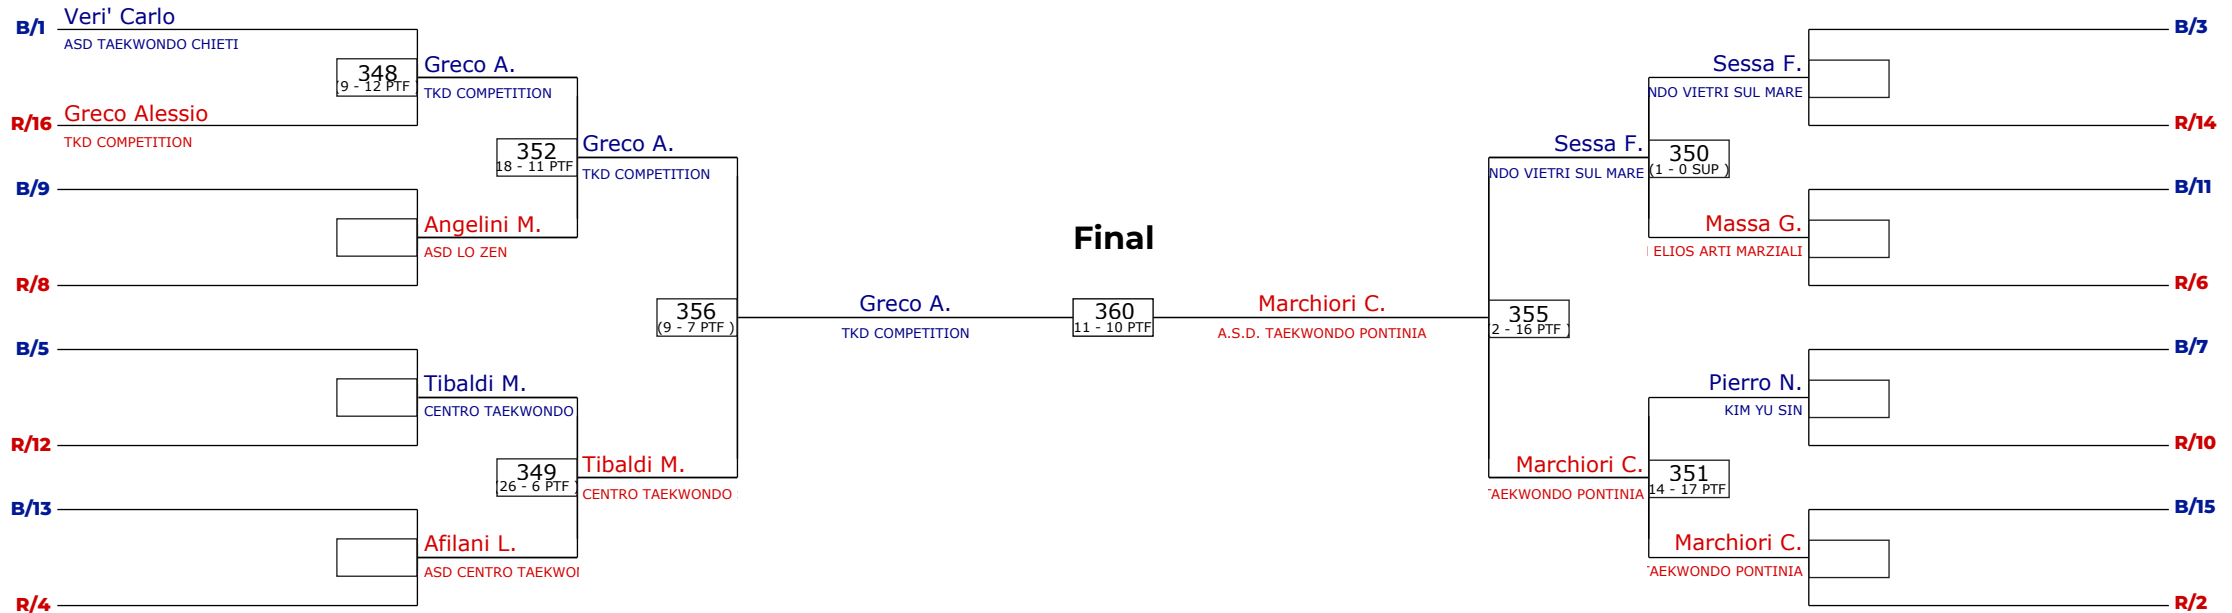 B/1
Veri' Carlo
ASD TAEKWONDO CHIETI
348
(9 - 12 PTF
Greco A.
TKD COMPETITION
R/16
Greco Alessio
TKD COMPETITION
352
18 - 11 PTF
Greco A.
TKD COMPETITION
B/9
Angelini M.
ASD LO ZEN
R/8
356
(9 - 7 PTF )
B/5
Tibaldi M.
CENTRO TAEKWONDO
R/12
349
(26 - 6 PTF )
Tibaldi M.
CENTRO TAEKWONDO
B/13
Afilani L.
ASD CENTRO TAEKWON
R/4
Final
Greco A.
TKD COMPETITION
360
11 - 10 PTF
Marchiori C.
A.S.D. TAEKWONDO PONTINIA
B/3
Sessa F.
NDO VIETRI SUL MARE
R/14
Sessa F.
NDO VIETRI SUL MARE
350
(1 - 0 SUP )
B/11
Massa G.
ELIOS ARTI MARZIALI
R/6
355
2 - 16 PTF )
B/7
Pierro N.
KIM YU SIN
R/10
Marchiori C.
TAEKWONDO PONTINIA
351
14 - 17 PTF
B/15
Marchiori C.
TAEKWONDO PONTINIA
R/2